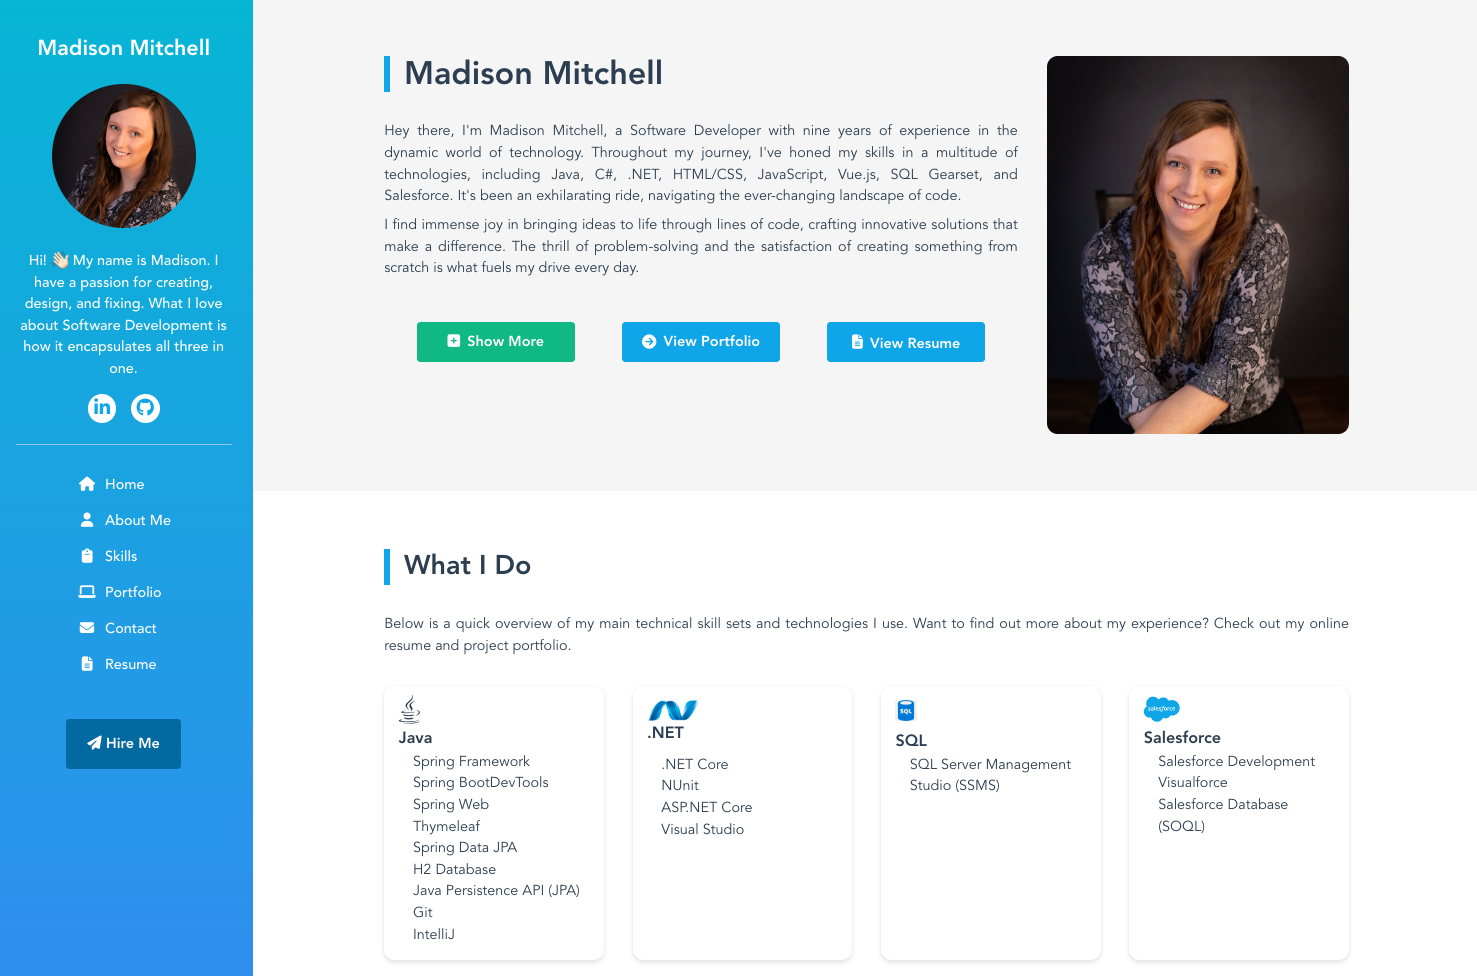 Madison Mitchell
Hi! 👋🏻 My name is Madison. I
have a passion for creating,
design, and fixing. What I love
about Software Development is
how it encapsulates all three in
one.
in
Home
About Me
Skills
Portfolio
Contact
Resume
Hire Me
Madison Mitchell
Hey there, I'm Madison Mitchell, a Software Developer with nine years of experience in the
dynamic world of technology. Throughout my journey, I've honed my skills in a multitude of
technologies, including Java, C#, .NET, HTML/CSS, JavaScript, Vue.js, SQL Gearset, and
Salesforce. It's been an exhilarating ride, navigating the ever-changing landscape of code.
I find immense joy in bringing ideas to life through lines of code, crafting innovative solutions that
make a difference. The thrill of problem-solving and the satisfaction of creating something from
scratch is what fuels my drive every day.
Show More
View Portfolio
View Resume
What I Do
Below is a quick overview of my main technical skill sets and technologies I use. Want to find out more about my experience? Check out my online
resume and project portfolio.
Java
Spring Framework
Spring BootDevTools
Spring Web
Thymeleaf
Spring Data JPA
H2 Database
Java Persistence API (JPA)
Git
IntelliJ
.NET
.NET Core
NUnit
ASP.NET Core
Visual Studio
SQL
SQL
SQL Server Management
Studio (SSMS)
salesforce
Salesforce
Salesforce Development
Visualforce
Salesforce Database
(SOQL)